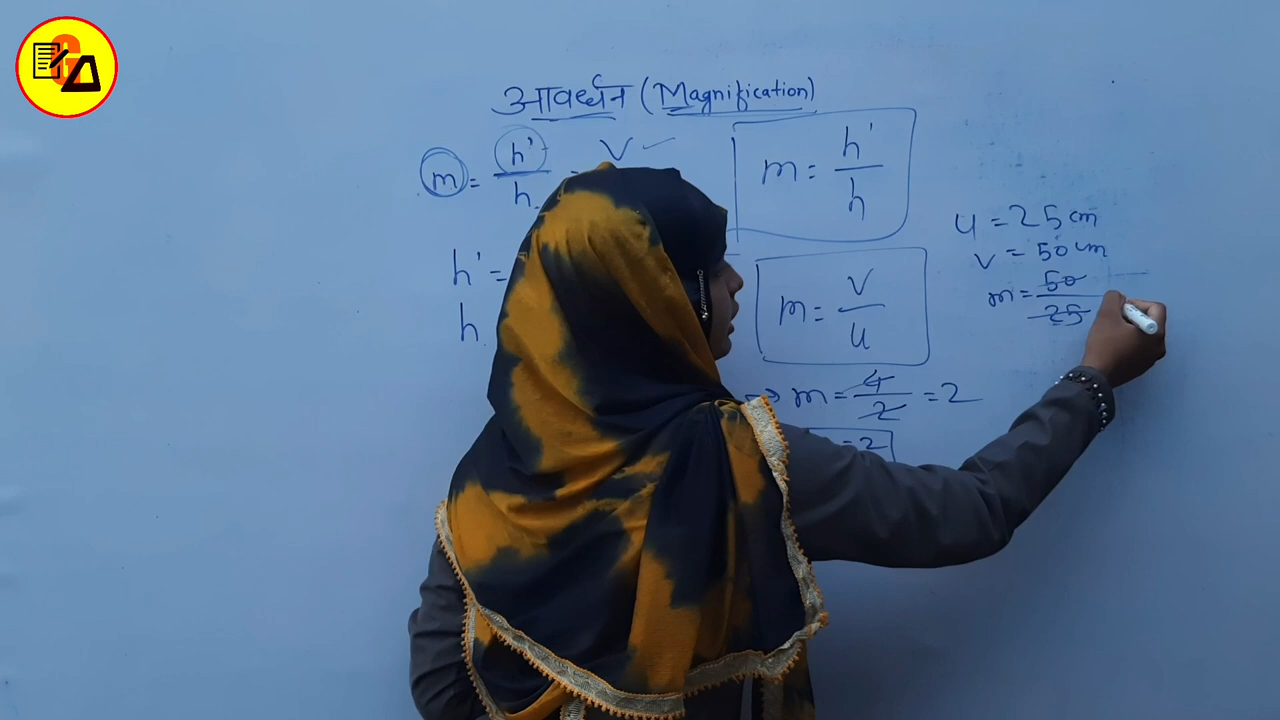 आवर्धन (Magnification)
m = h'/h = v
m = h'/h
h' =
h
m = v/u
u = 25 cm
v = 50 cm
m = 50/25
⇒ m = 4/2 = 2
= 2